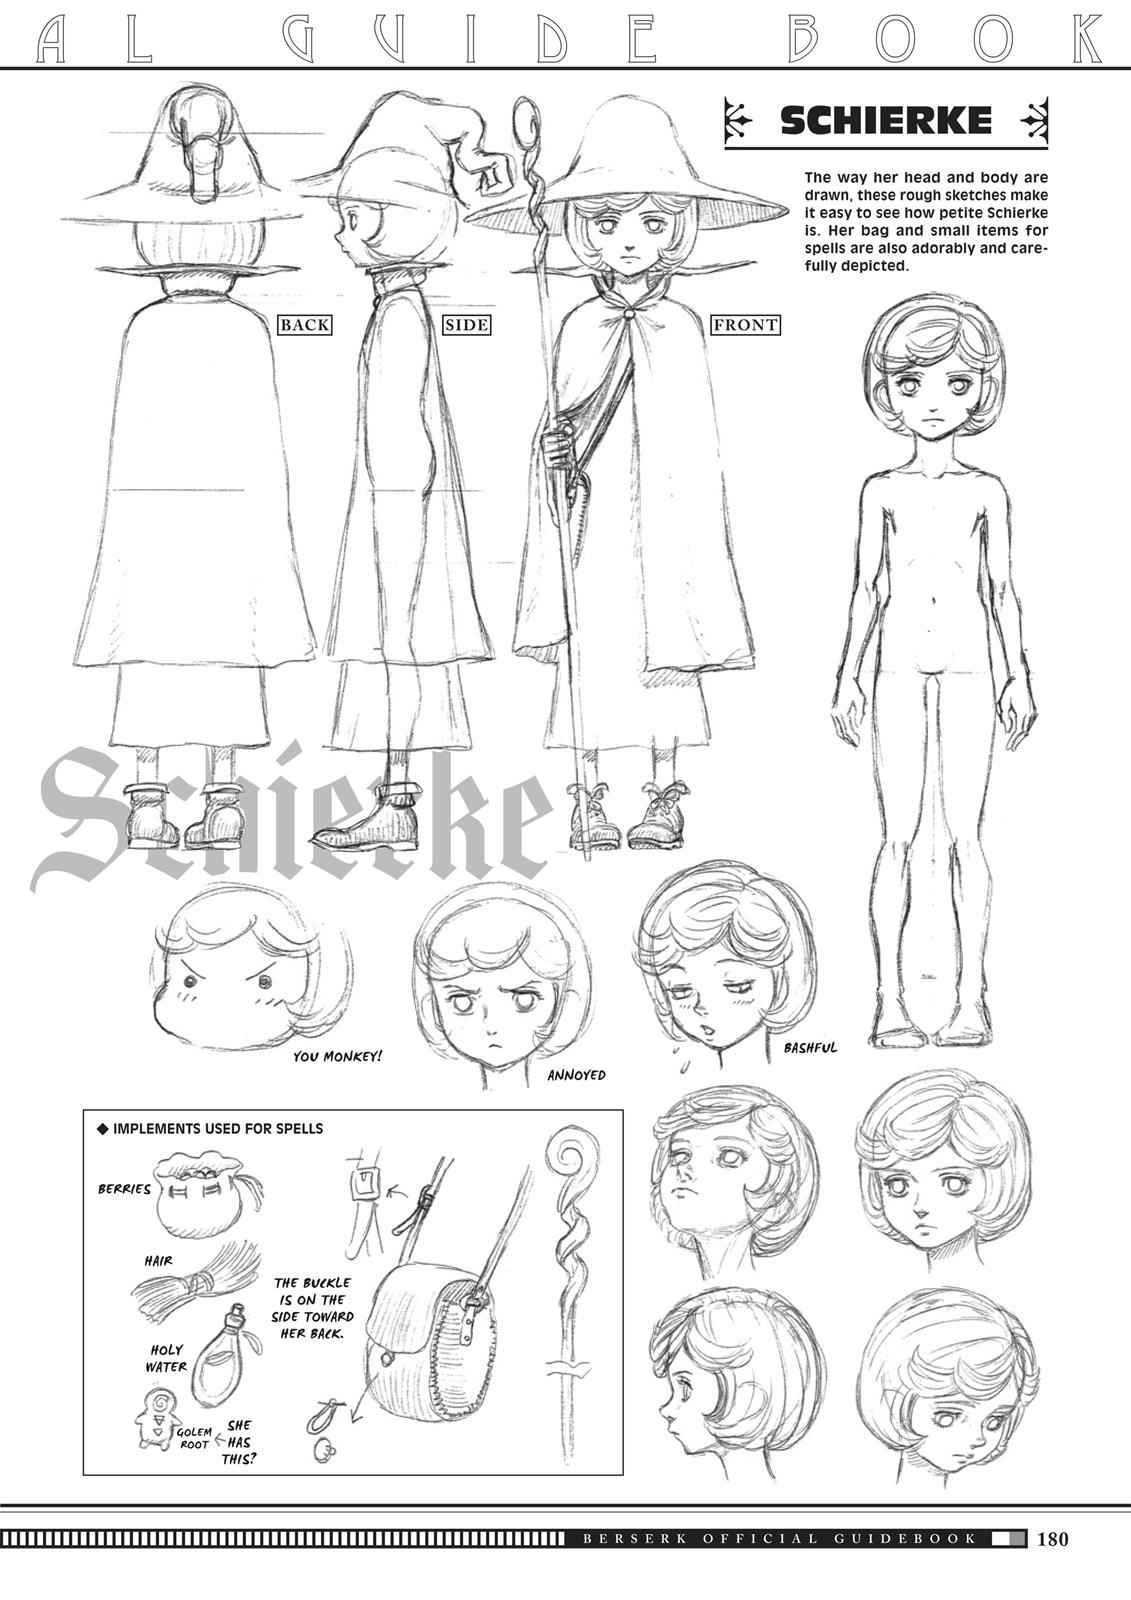 AL GUIDE BOOK
SCHIERKE
The way her head and body are
drawn, these rough sketches make
it easy to see how petite Schierke
is. Her bag and small items for
spells are also adorably and care-
fully depicted.
BACK
SIDE
FRONT
Schierke
YOU MONKEY!
ANNOYED
BASHFUL
◆ IMPLEMENTS USED FOR SPELLS
BERRIES
HAIR
THE BUCKLE
IS ON THE
SIDE TOWARD
HER BACK.
HOLY
WATER
GOLEM
ROOT
SHE
HAS
THIS?
BERSERK OFFICIAL GUIDEBOOK
180